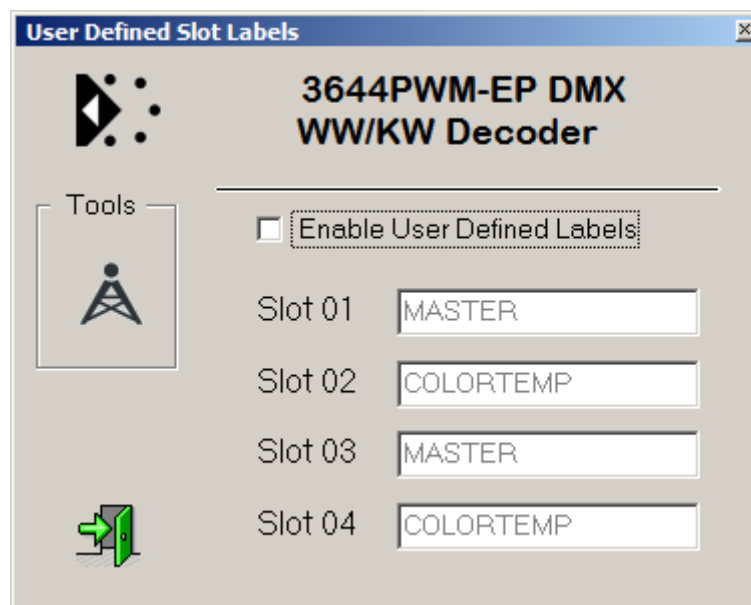 User Defined Slot Labels
3644PWM-EP DMX
WW/KW Decoder
Tools
Enable User Defined Labels
Slot 01 MASTER
Slot 02 COLORTEMP
Slot 03 MASTER
Slot 04 COLORTEMP